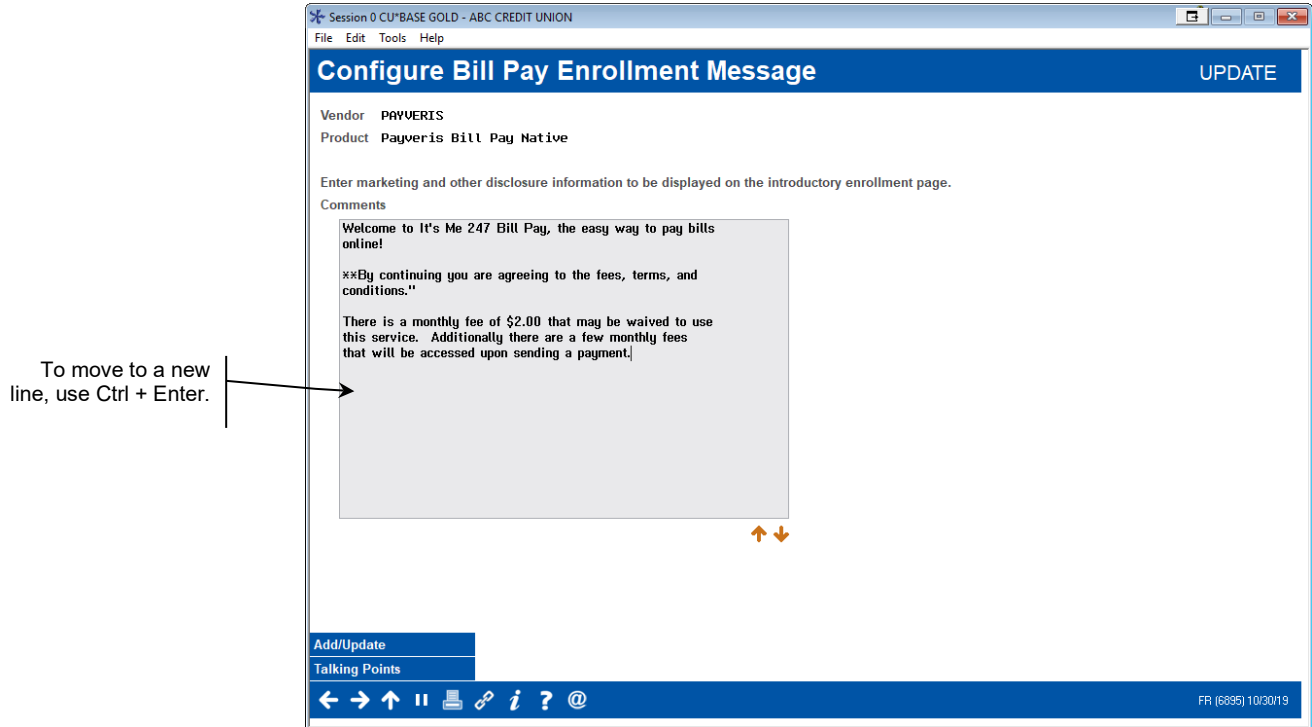 Session 0 CU*BASE GOLD - ABC CREDIT UNION
File Edit Tools Help
Configure Bill Pay Enrollment Message
UPDATE
Vendor PAYVERIS
Product Payveris Bill Pay Native
Enter marketing and other disclosure information to be displayed on the introductory enrollment page.
Comments
Welcome to It's Me 247 Bill Pay, the easy way to pay bills
online!
**By continuing you are agreeing to the fees, terms, and
conditions."
There is a monthly fee of $2.00 that may be waived to use
this service. Additionally there are a few monthly fees
that will be accessed upon sending a payment.
To move to a new
line, use Ctrl + Enter.
Add/Update
Talking Points
FR (6895) 10/30/19